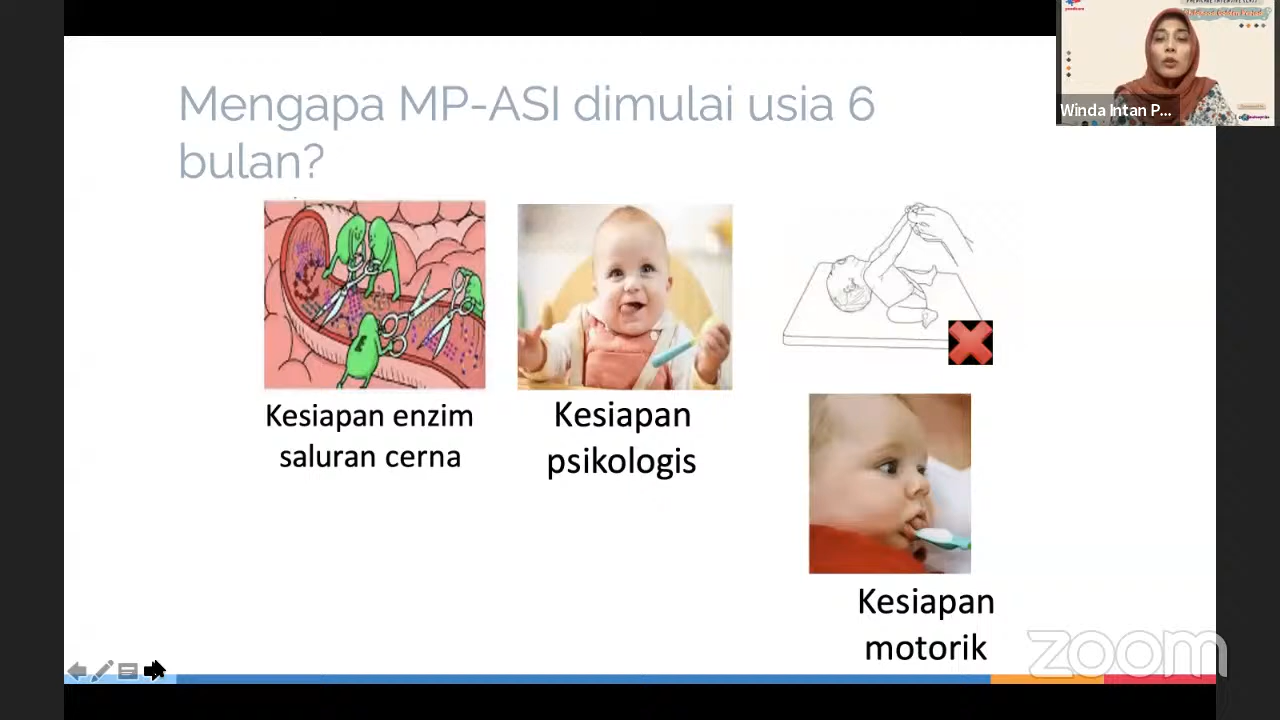 Mengapa MP-ASI dimulai usia 6
bulan?
Winda Intan P...
Kesiapan enzim
saluran cerna
Kesiapan
psikologis
Kesiapan
motorik
zoom